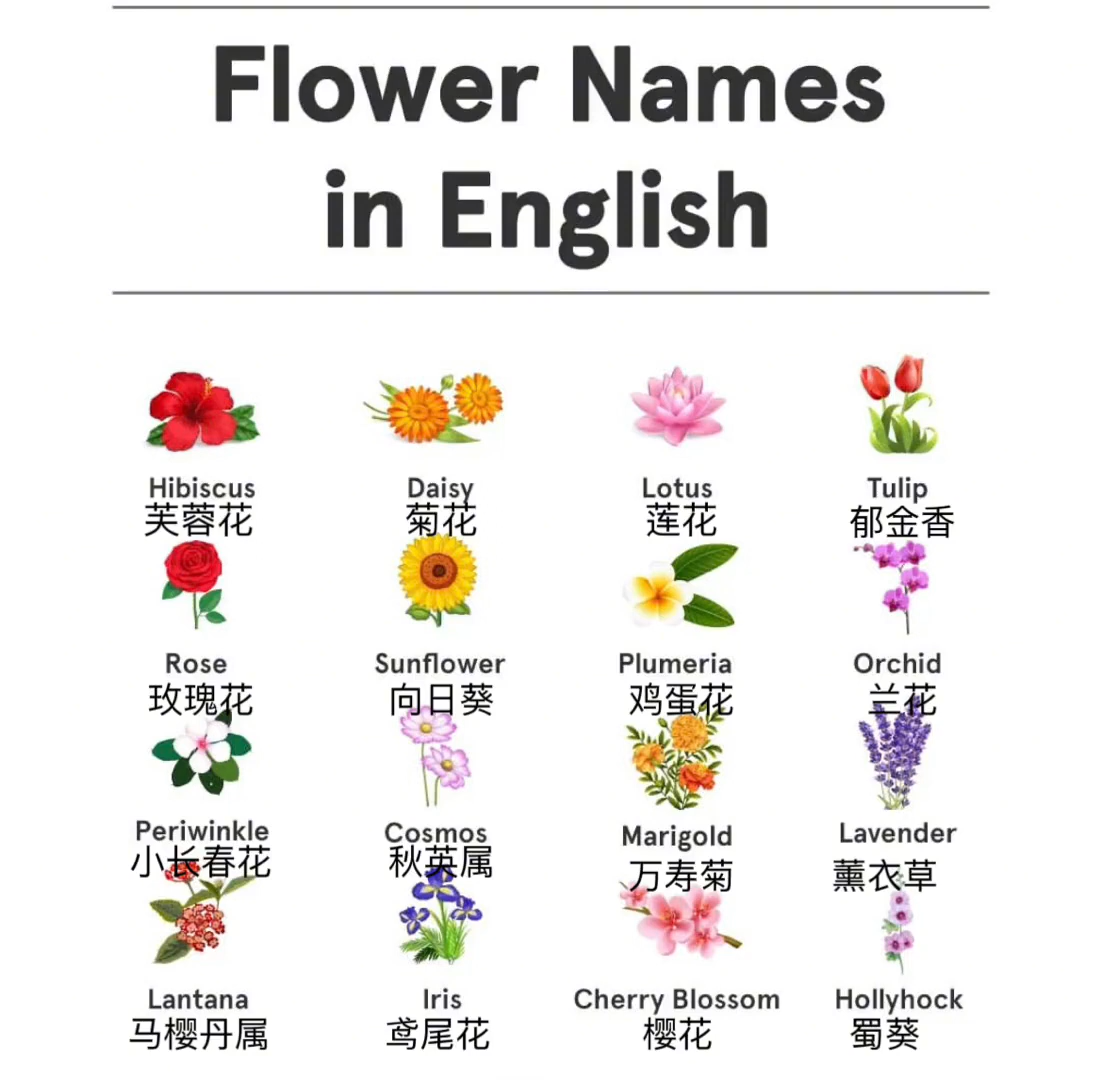 Flower Names
in English
Hibiscus
芙蓉花
Daisy
菊花
Lotus
莲花
Tulip
郁金香
Rose
玫瑰花
Sunflower
向日葵
Plumeria
鸡蛋花
Orchid
兰花
Periwinkle
小长春花
Cosmos
秋英属
Marigold
万寿菊
Lavender
薰衣草
Lantana
马樱丹属
Iris
鸢尾花
Cherry Blossom
樱花
Hollyhock
蜀葵